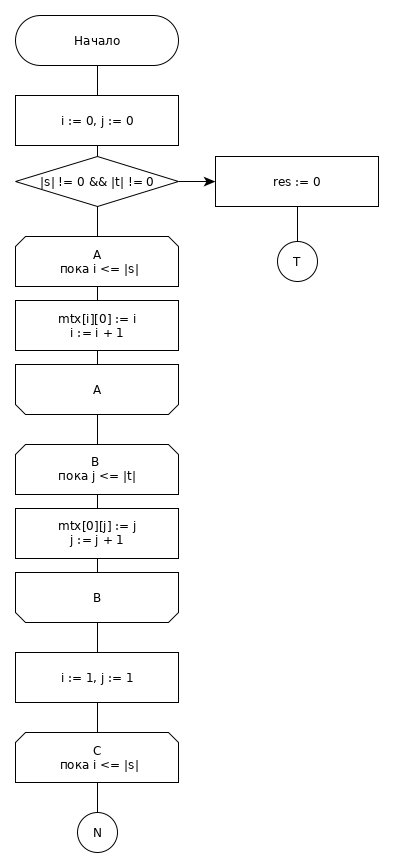 Начало
i := 0, j := 0
|s| != 0 && |t| != 0
res := 0
T
A
пока i <= |s|
mtx[i][0] := i
i := i + 1
A
B
пока j <= |t|
mtx[0][j] := j
j := j + 1
B
i := 1, j := 1
C
пока i <= |s|
N